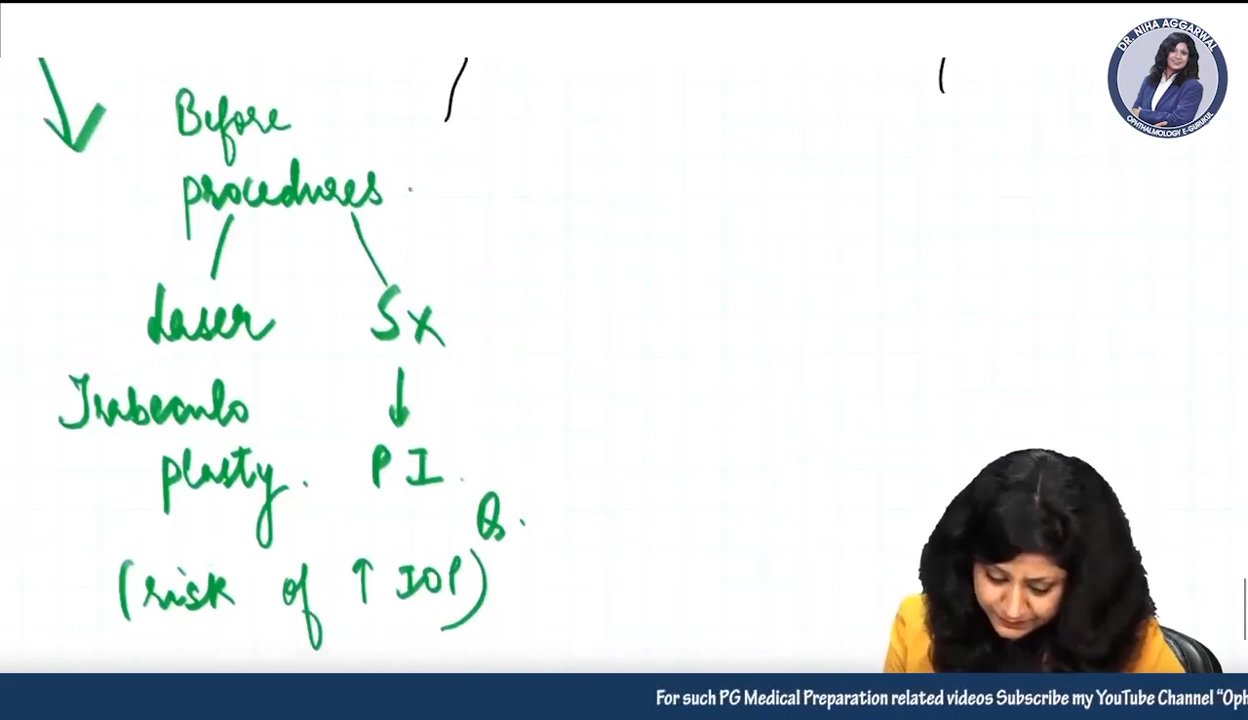 DR. NIHA AGGARWAL
OPHTHALMOLOGY E-GURUKUL
Before
procedures
Laser Sx
Trabeculo
plasty. PI.
Q.
(risk of ↑ IOP)
For such PG Medical Preparation related videos Subscribe my YouTube Channel "Oph